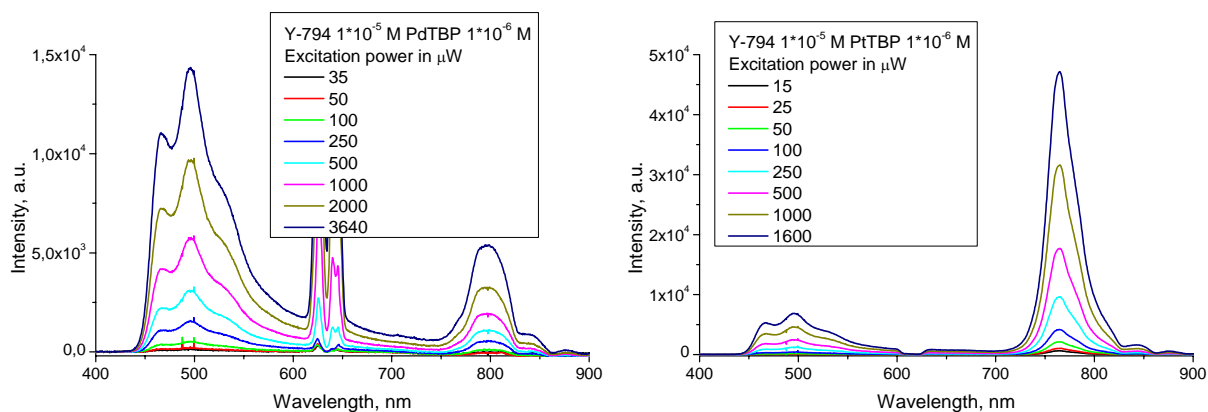 Y-794 1*10⁻⁵ M PdTBP 1*10⁻⁶ M
Excitation power in μW
35
50
100
250
500
1000
2000
3640
1,5x10⁴
1,0x10⁴
5,0x10³
0,0
Intensity, a.u.
400 500 600 700 800 900
Wavelength, nm
Y-794 1*10⁻⁵ M PtTBP 1*10⁻⁶ M
Excitation power in μW
15
25
50
100
250
500
1000
1600
5x10⁴
4x10⁴
3x10⁴
2x10⁴
1x10⁴
0
Intensity, a.u.
400 500 600 700 800 900
Wavelength, nm